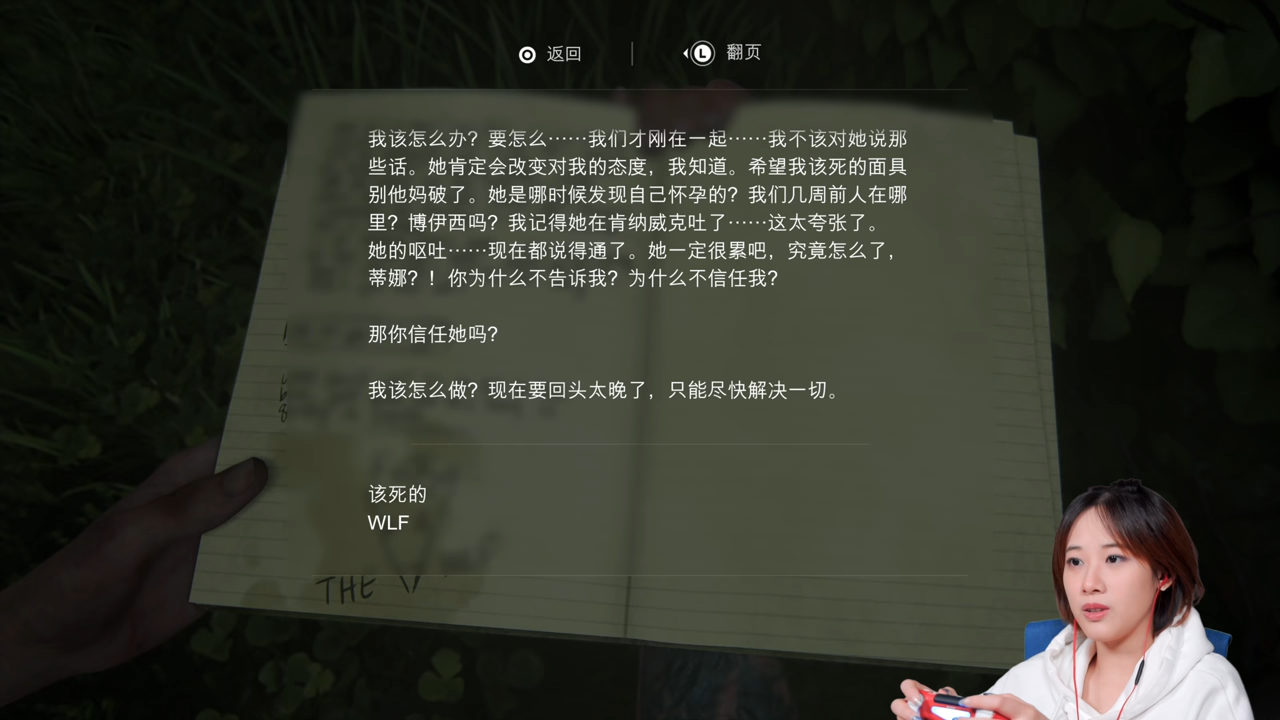 返回
L 翻页
我该怎么办？要怎么……我们才刚在一起……我不该对她说那
些话。她肯定会改变对我的态度，我知道。希望我该死的面具
别他妈破了。她是哪时候发现自己怀孕的？我们几周前人在哪
里？博伊西吗？我记得她在肯纳威克吐了……这太夸张了。
她的呕吐……现在都说得通了。她一定很累吧，究竟怎么了，
蒂娜？！你为什么不告诉我？为什么不信任我？
那你信任她吗？
我该怎么做？现在要回头太晚了，只能尽快解决一切。
该死的
WLF
THE